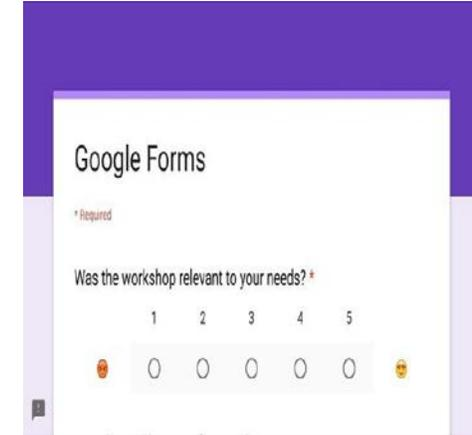 Google Forms
* Required
Was the workshop relevant to your needs? *
1 2 3 4 5